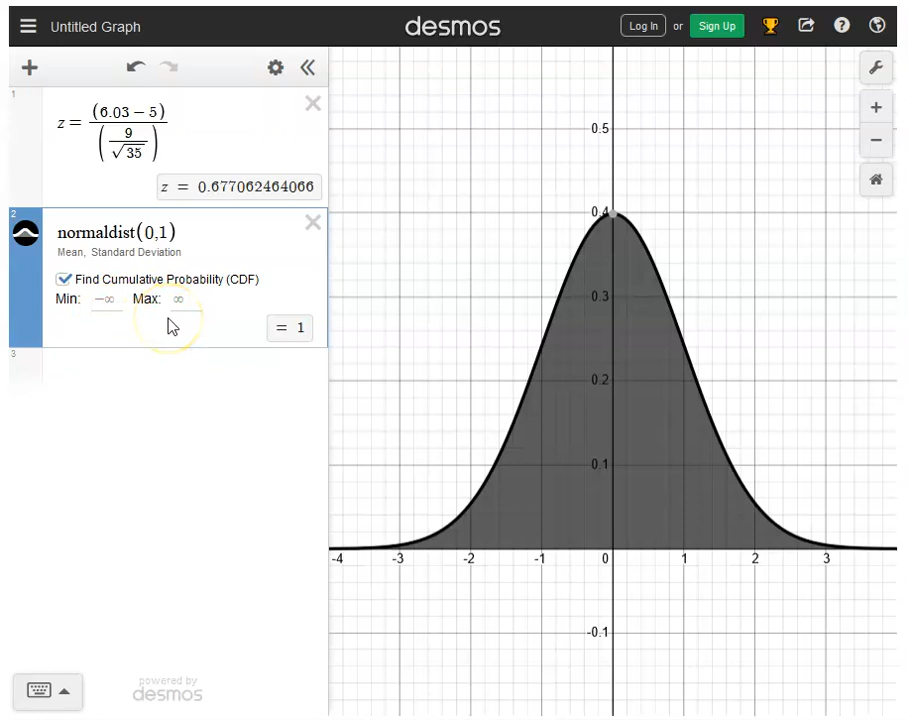 Untitled Graph
desmos
Log In or Sign Up
1
z = (6.03 − 5) / (9 / √35)
z = 0.677062464066
2
normaldist(0,1)
Mean, Standard Deviation
Find Cumulative Probability (CDF)
Min: −∞ Max: ∞
= 1
3
0.5
0.4
0.3
0.2
0.1
-4 -3 -2 -1 0 1 2 3
-0.1
powered by
desmos